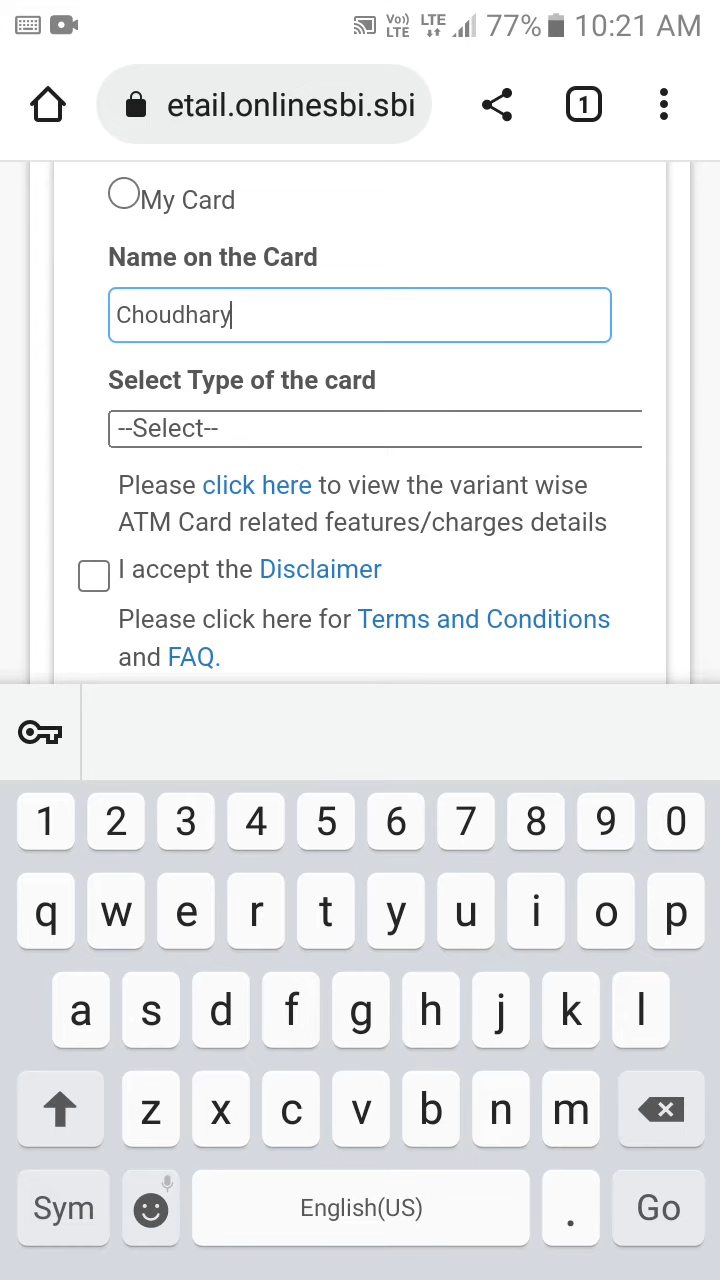 Vo)) LTE LTE 77% 10:21 AM
etail.onlinesbi.sbi 1
My Card
Name on the Card
Choudhary
Select Type of the card
--Select--
Please click here to view the variant wise
ATM Card related features/charges details
I accept the Disclaimer
Please click here for Terms and Conditions
and FAQ.
1 2 3 4 5 6 7 8 9 0
q w e r t y u i o p
a s d f g h j k l
z x c v b n m
Sym English(US) . Go